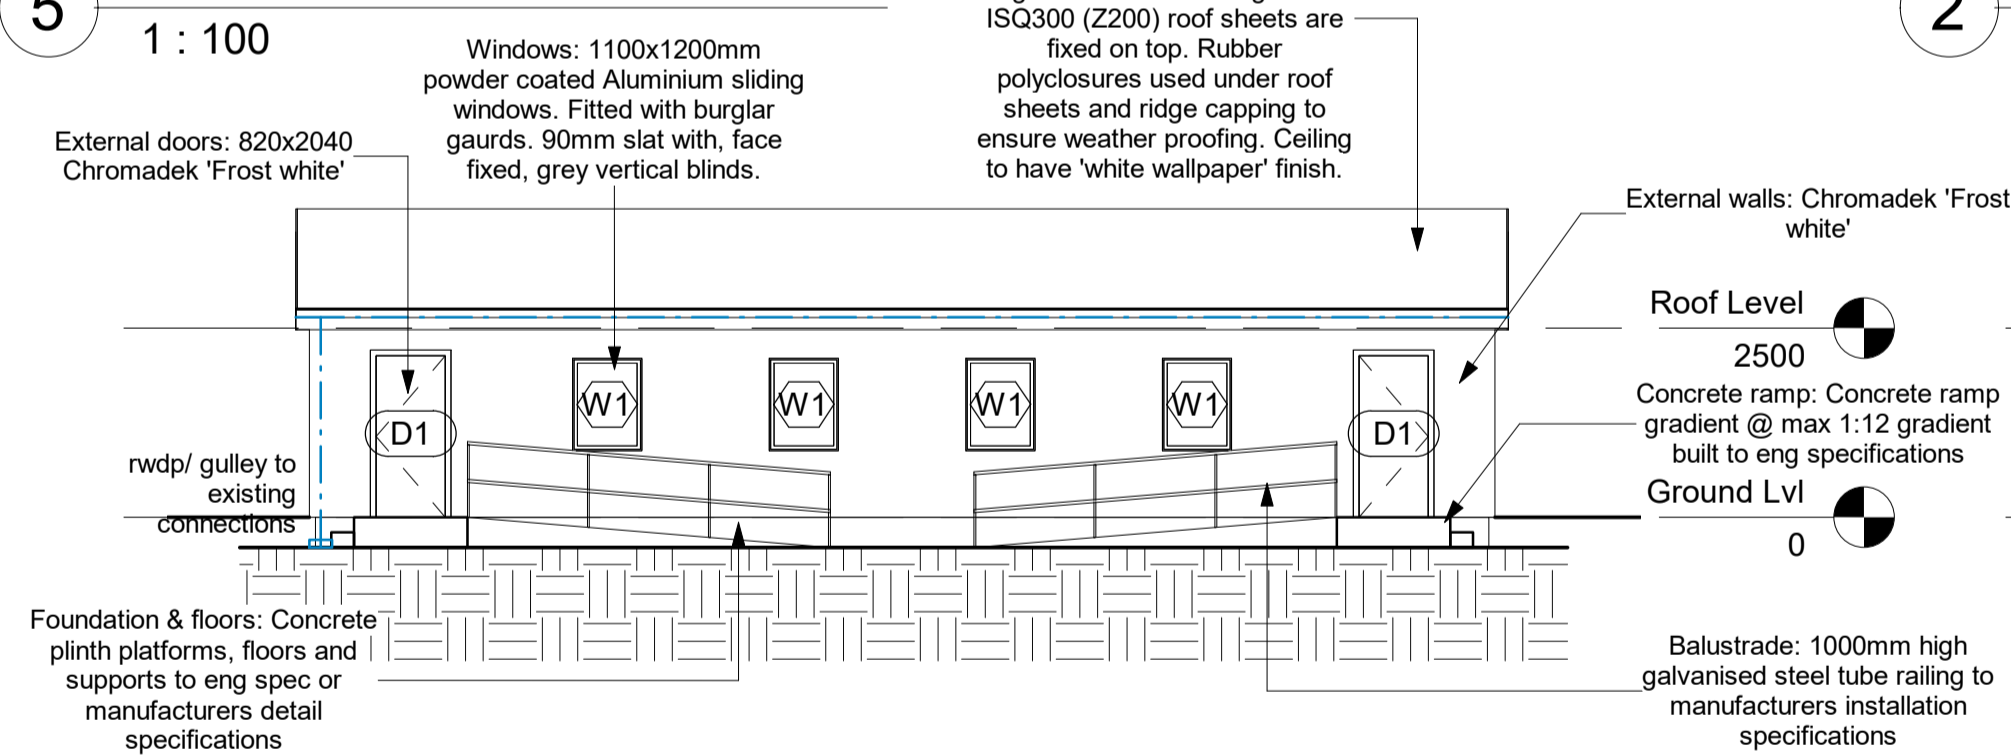 5
1 : 100
2
ISQ300 (Z200) roof sheets are
fixed on top. Rubber
polyclosures used under roof
sheets and ridge capping to
ensure weather proofing. Ceiling
to have 'white wallpaper' finish.
Windows: 1100x1200mm
powder coated Aluminium sliding
windows. Fitted with burglar
gaurds. 90mm slat with, face
fixed, grey vertical blinds.
External doors: 820x2040
Chromadek 'Frost white'
External walls: Chromadek 'Frost
white'
Roof Level
2500
Concrete ramp: Concrete ramp
gradient @ max 1:12 gradient
built to eng specifications
Ground Lvl
0
W1
W1
W1
W1
D1
D1
rwdp/ gulley to
existing
connections
Foundation & floors: Concrete
plinth platforms, floors and
supports to eng spec or
manufacturers detail
specifications
Balustrade: 1000mm high
galvanised steel tube railing to
manufacturers installation
specifications